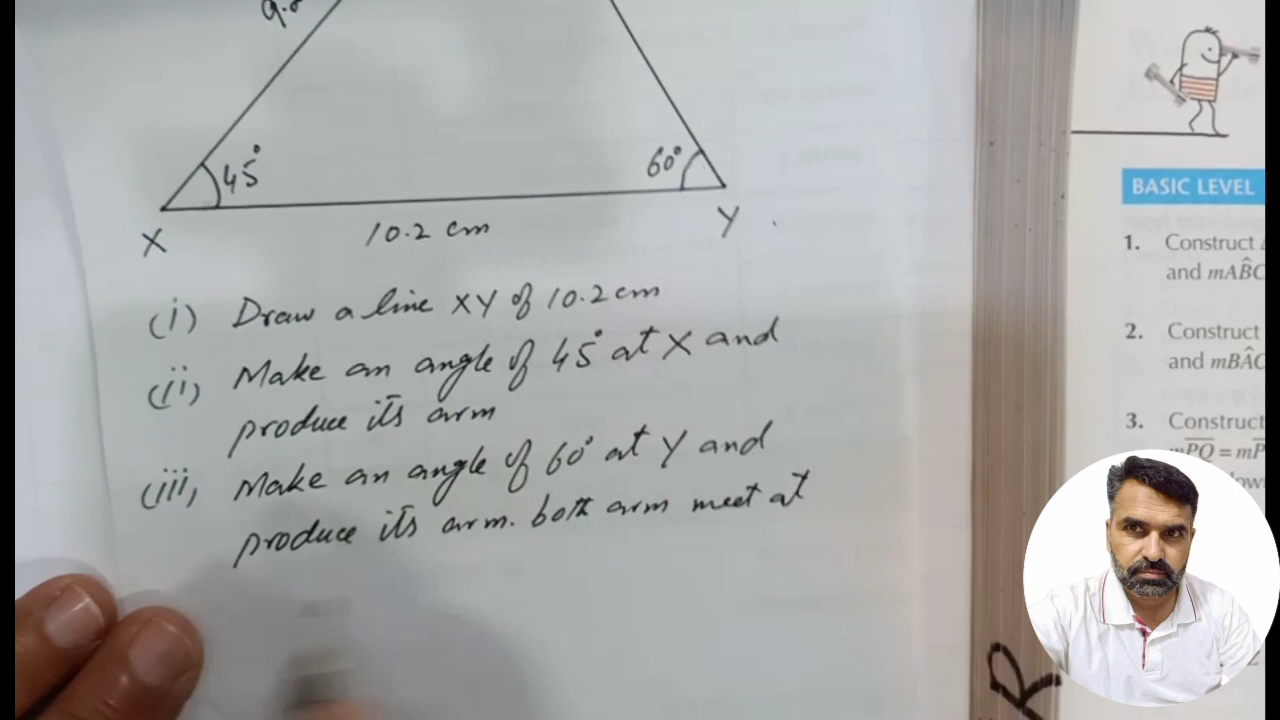 45°
60°
X
10.2 cm
Y
(i) Draw a line XY of 10.2 cm
(ii) Make an angle of 45° at X and
produce its arm
(iii) Make an angle of 60° at Y and
produce its arm. both arm meet at
R
BASIC LEVEL
1. Construct
and mAB̂C
2. Construct
and mBÂC
3. Construct